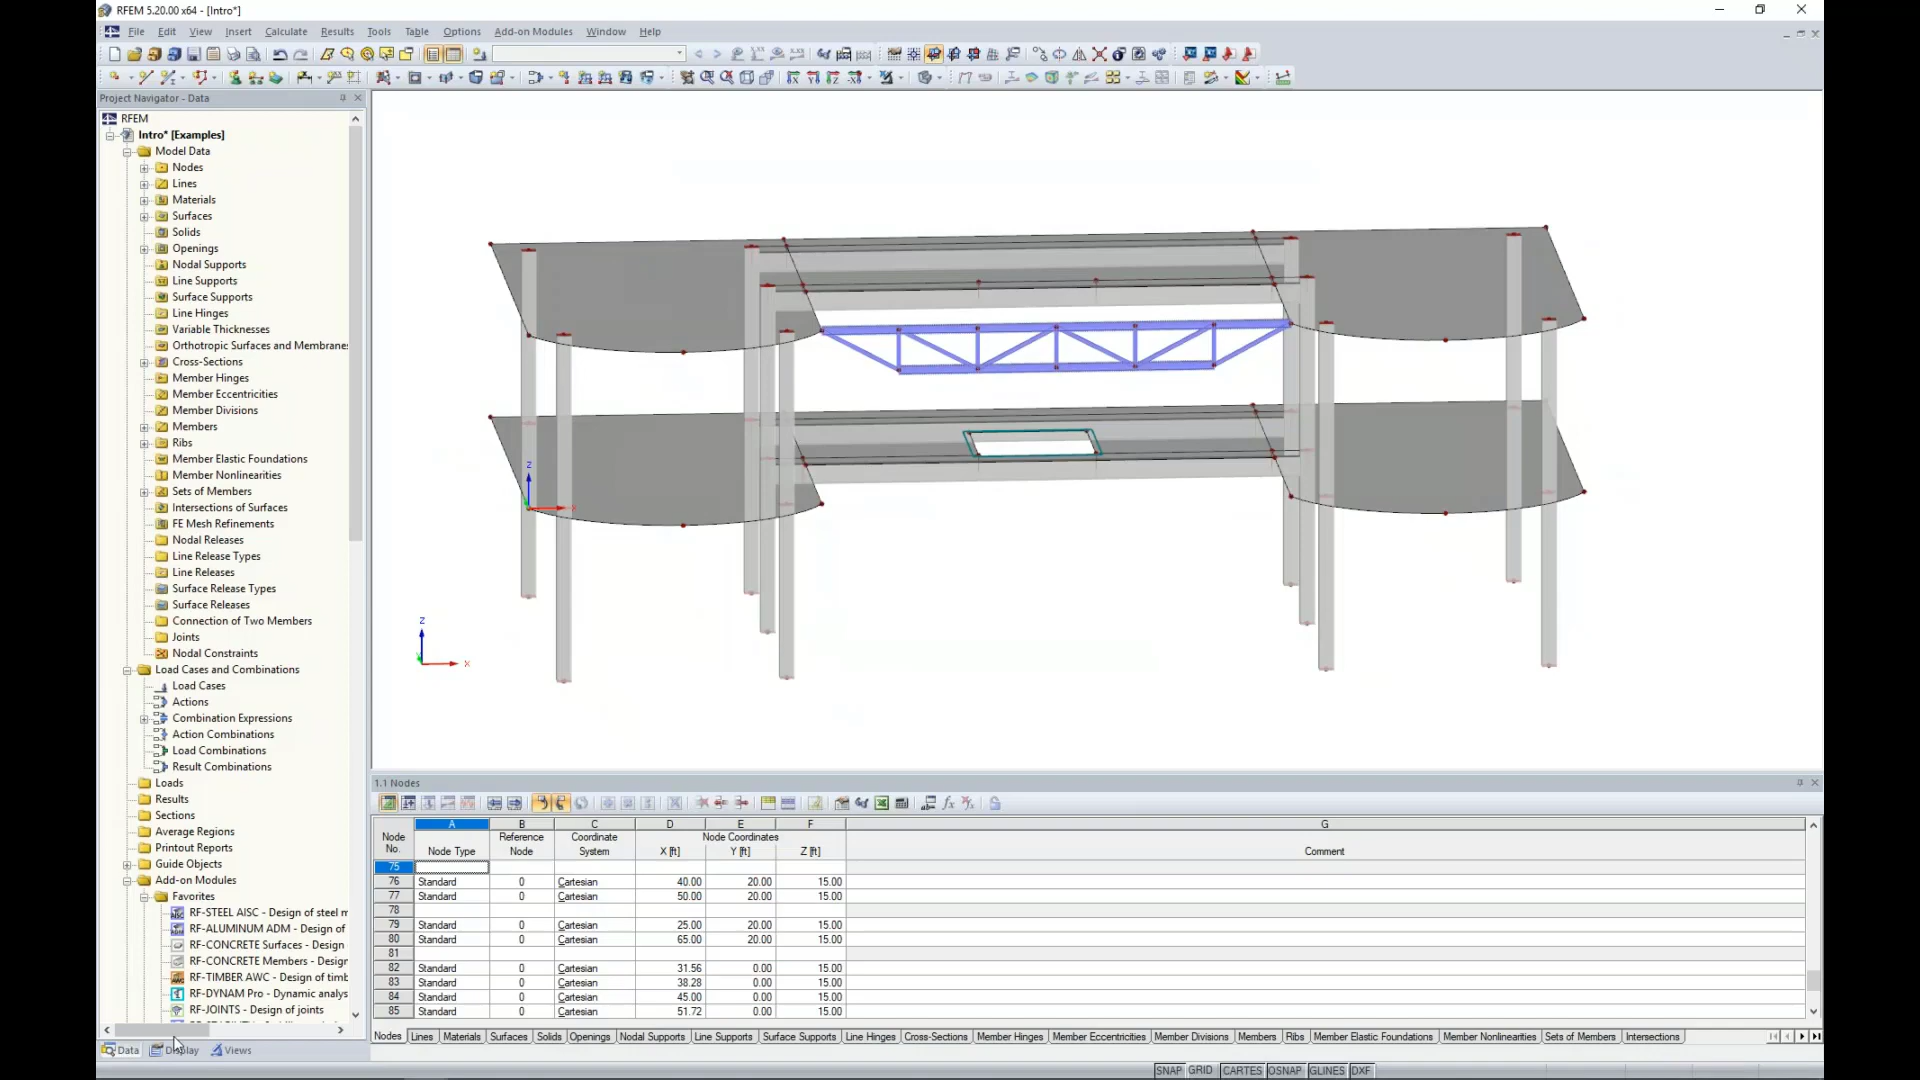 RFEM 5.20.00 x64 - [Intro*]
File Edit View Insert Calculate Results Tools Table Options Add-on Modules Window Help
Project Navigator - Data
RFEM
Intro* [Examples]
Model Data
Nodes
Lines
Materials
Surfaces
Solids
Openings
Nodal Supports
Line Supports
Surface Supports
Line Hinges
Variable Thicknesses
Orthotropic Surfaces and Membranes
Cross-Sections
Member Hinges
Member Eccentricities
Member Divisions
Members
Ribs
Member Elastic Foundations
Member Nonlinearities
Sets of Members
Intersections of Surfaces
FE Mesh Refinements
Nodal Releases
Line Release Types
Line Releases
Surface Release Types
Surface Releases
Connection of Two Members
Joints
Nodal Constraints
Load Cases and Combinations
Load Cases
Actions
Combination Expressions
Action Combinations
Load Combinations
Result Combinations
Loads
Results
Sections
Average Regions
Printout Reports
Guide Objects
Add-on Modules
Favorites
RF-STEEL AISC - Design of steel m
RF-ALUMINUM ADM - Design of
RF-CONCRETE Surfaces - Design
RF-CONCRETE Members - Design
RF-TIMBER AWC - Design of timb
RF-DYNAM Pro - Dynamic analys
RF-JOINTS - Design of joints
Data Display Views
Z
X
Z
X
1.1 Nodes
A B C D E F G
Node Reference Coordinate Node Coordinates
No. Node Type Node System X [ft] Y [ft] Z [ft] Comment
75
76 Standard 0 Cartesian 40.00 20.00 15.00
77 Standard 0 Cartesian 50.00 20.00 15.00
78
79 Standard 0 Cartesian 25.00 20.00 15.00
80 Standard 0 Cartesian 65.00 20.00 15.00
81
82 Standard 0 Cartesian 31.56 0.00 15.00
83 Standard 0 Cartesian 38.28 0.00 15.00
84 Standard 0 Cartesian 45.00 0.00 15.00
85 Standard 0 Cartesian 51.72 0.00 15.00
Nodes Lines Materials Surfaces Solids Openings Nodal Supports Line Supports Surface Supports Line Hinges Cross-Sections Member Hinges Member Eccentricities Member Divisions Members Ribs Member Elastic Foundations Member Nonlinearities Sets of Members Intersections
SNAP GRID CARTES OSNAP GLINES DXF